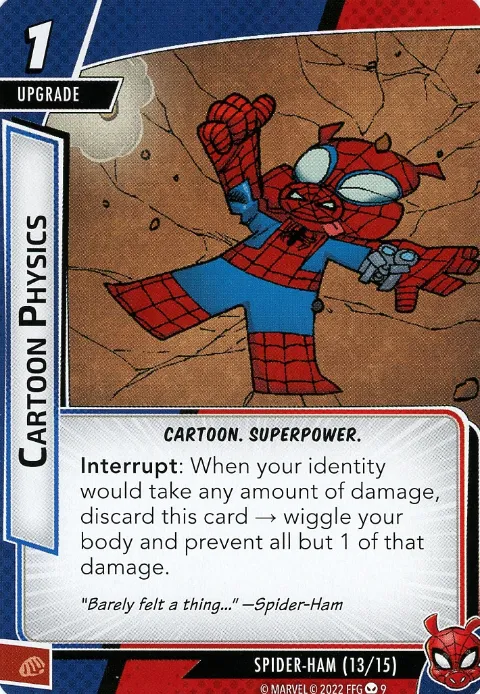 1
UPGRADE
CARTOON PHYSICS
CARTOON. SUPERPOWER.
Interrupt: When your identity
would take any amount of damage,
discard this card → wiggle your
body and prevent all but 1 of that
damage.
"Barely felt a thing..." —Spider-Ham
SPIDER-HAM (13/15)
© MARVEL © 2022 FFG 9